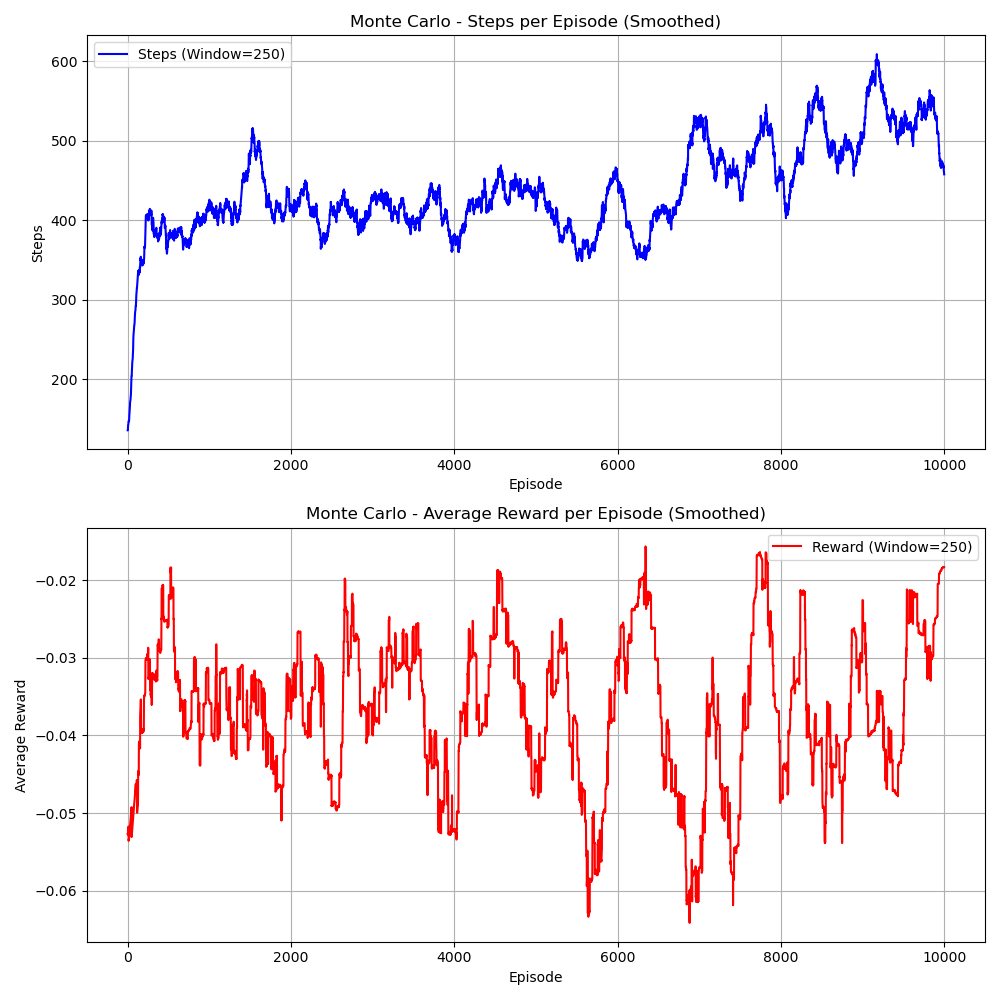 Monte Carlo - Steps per Episode (Smoothed)
Steps (Window=250)
600
500
400
300
200
Steps
0 2000 4000 6000 8000 10000
Episode
Monte Carlo - Average Reward per Episode (Smoothed)
Reward (Window=250)
−0.02
−0.03
−0.04
−0.05
−0.06
Average Reward
0 2000 4000 6000 8000 10000
Episode